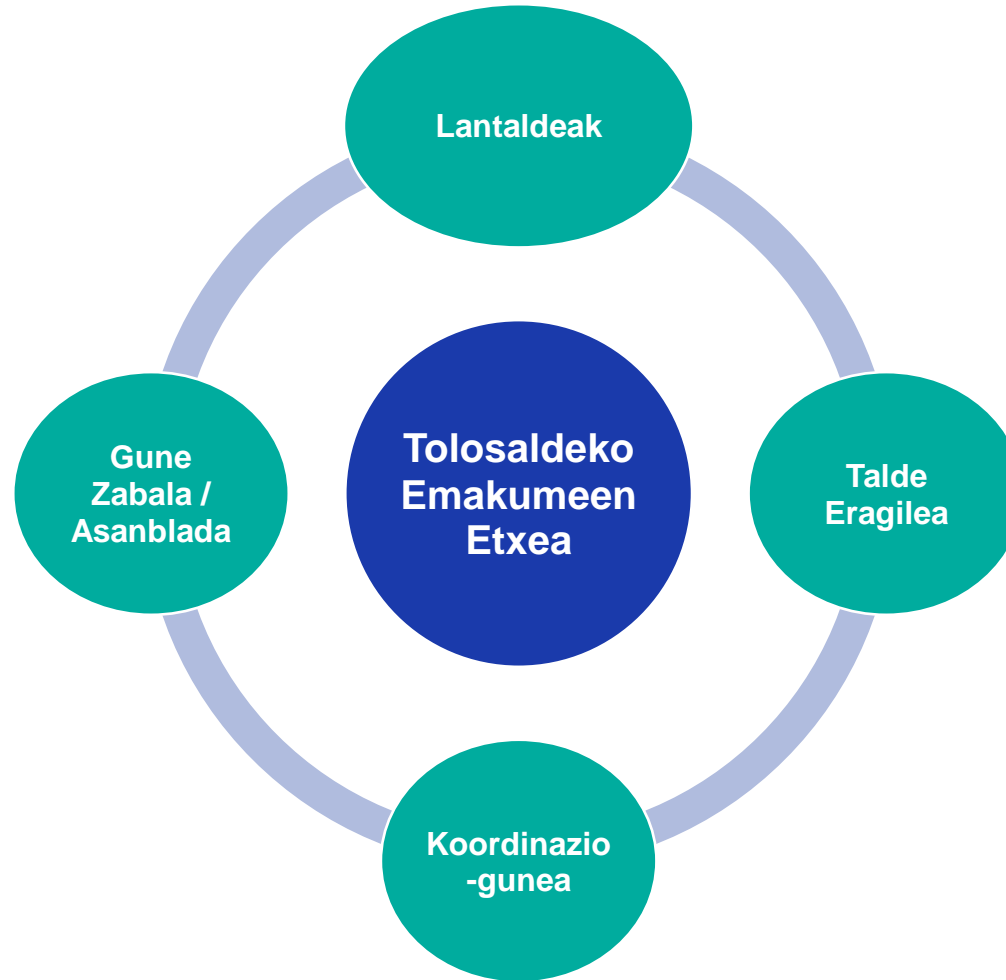 Lantaldeak
Gune
Zabala /
Asanblada
Tolosaldeko
Emakumeen
Etxea
Talde
Eragilea
Koordinazio
-gunea